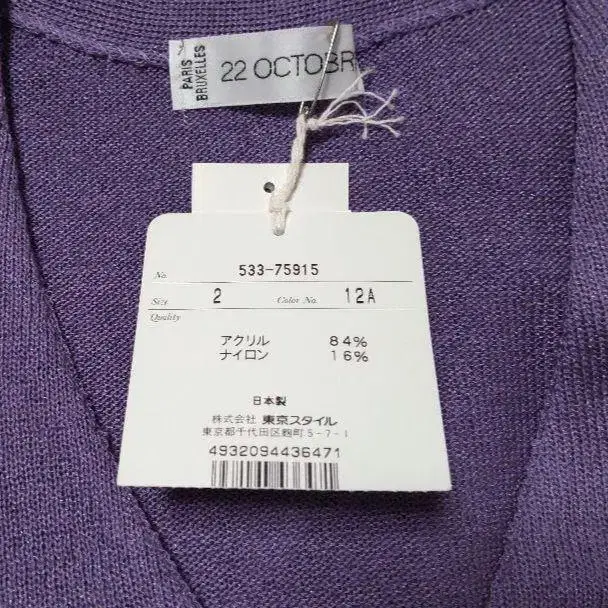 PARIS
BRUXELLES
22 OCTOBR
No. 533-75915
Size 2 Color No. 12A
Quality
アクリル 84%
ナイロン 16%
日本製
株式会社 東京スタイル
東京都千代田区麹町5-7-1
4932094436471